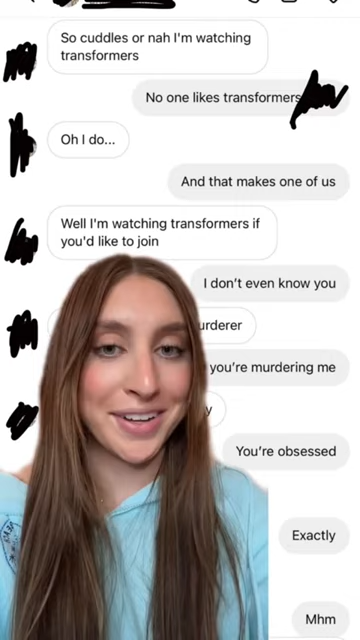 So cuddles or nah I'm watching
transformers
No one likes transformers
Oh I do...
And that makes one of us
Well I'm watching transformers if
you'd like to join
I don't even know you
urderer
you're murdering me
y
You're obsessed
Exactly
Mhm